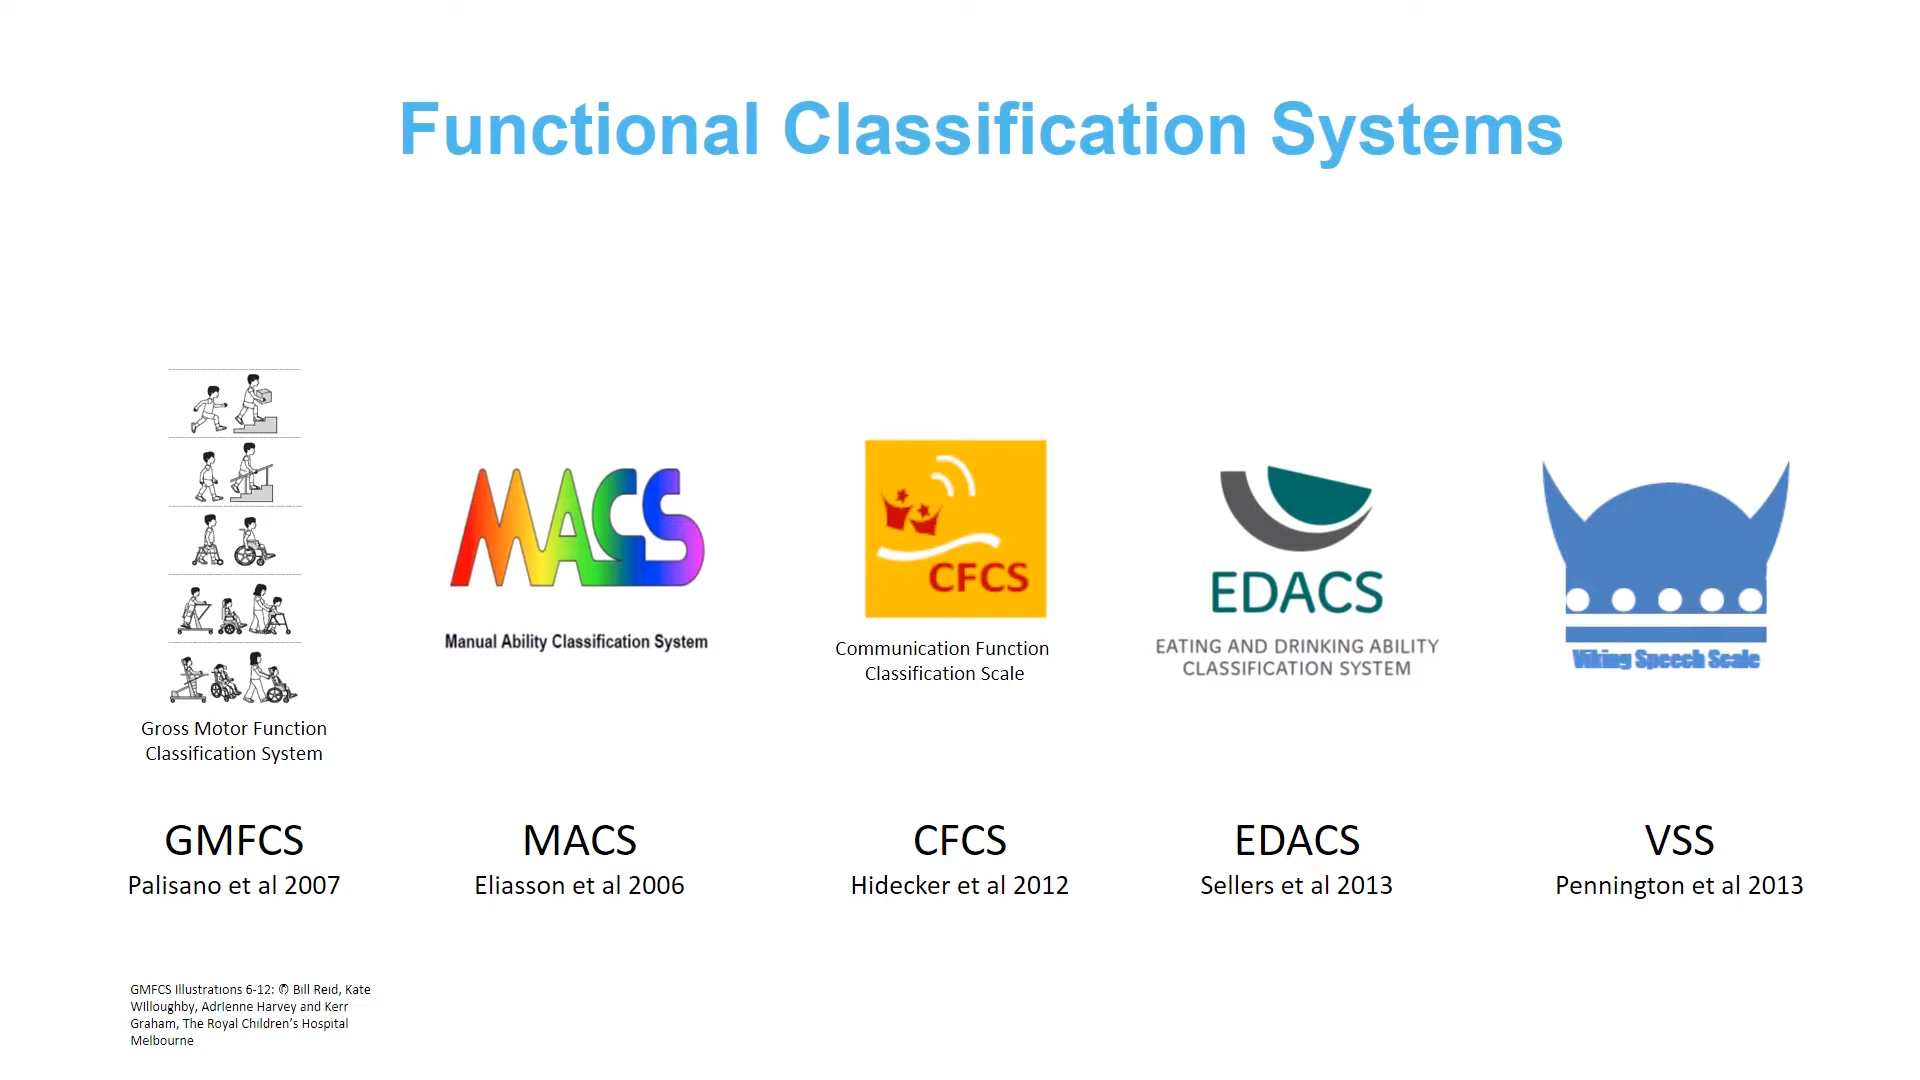 Functional Classification Systems
MACS
Manual Ability Classification System
CFCS
Communication Function
Classification Scale
EDACS
EATING AND DRINKING ABILITY
CLASSIFICATION SYSTEM
Viking Speech Scale
Gross Motor Function
Classification System
GMFCS
Palisano et al 2007
MACS
Eliasson et al 2006
CFCS
Hidecker et al 2012
EDACS
Sellers et al 2013
VSS
Pennington et al 2013
GMFCS Illustrations 6-12: © Bill Reid, Kate
Willoughby, Adrienne Harvey and Kerr
Graham, The Royal Children’s Hospital
Melbourne